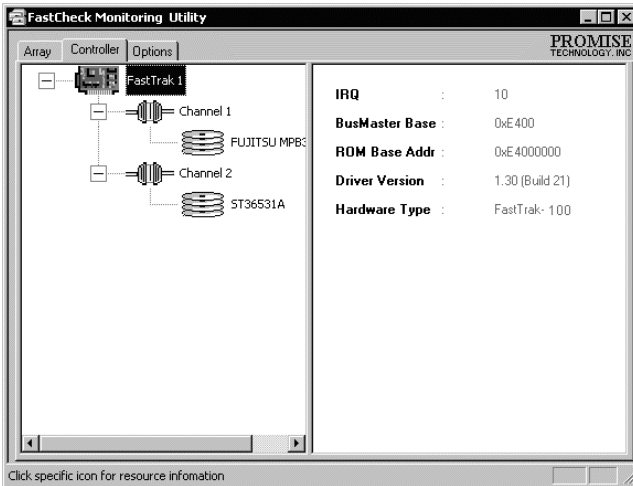 FastCheck Monitoring Utility
Array Controller Options
PROMISE
TECHNOLOGY, INC
FastTrak 1
Channel 1
FUJITSU MPB3
Channel 2
ST36531A
IRQ : 10
BusMaster Base : 0xE400
ROM Base Addr : 0xE4000000
Driver Version : 1.30 (Build 21)
Hardware Type : FastTrak- 100
Click specific icon for resource infomation